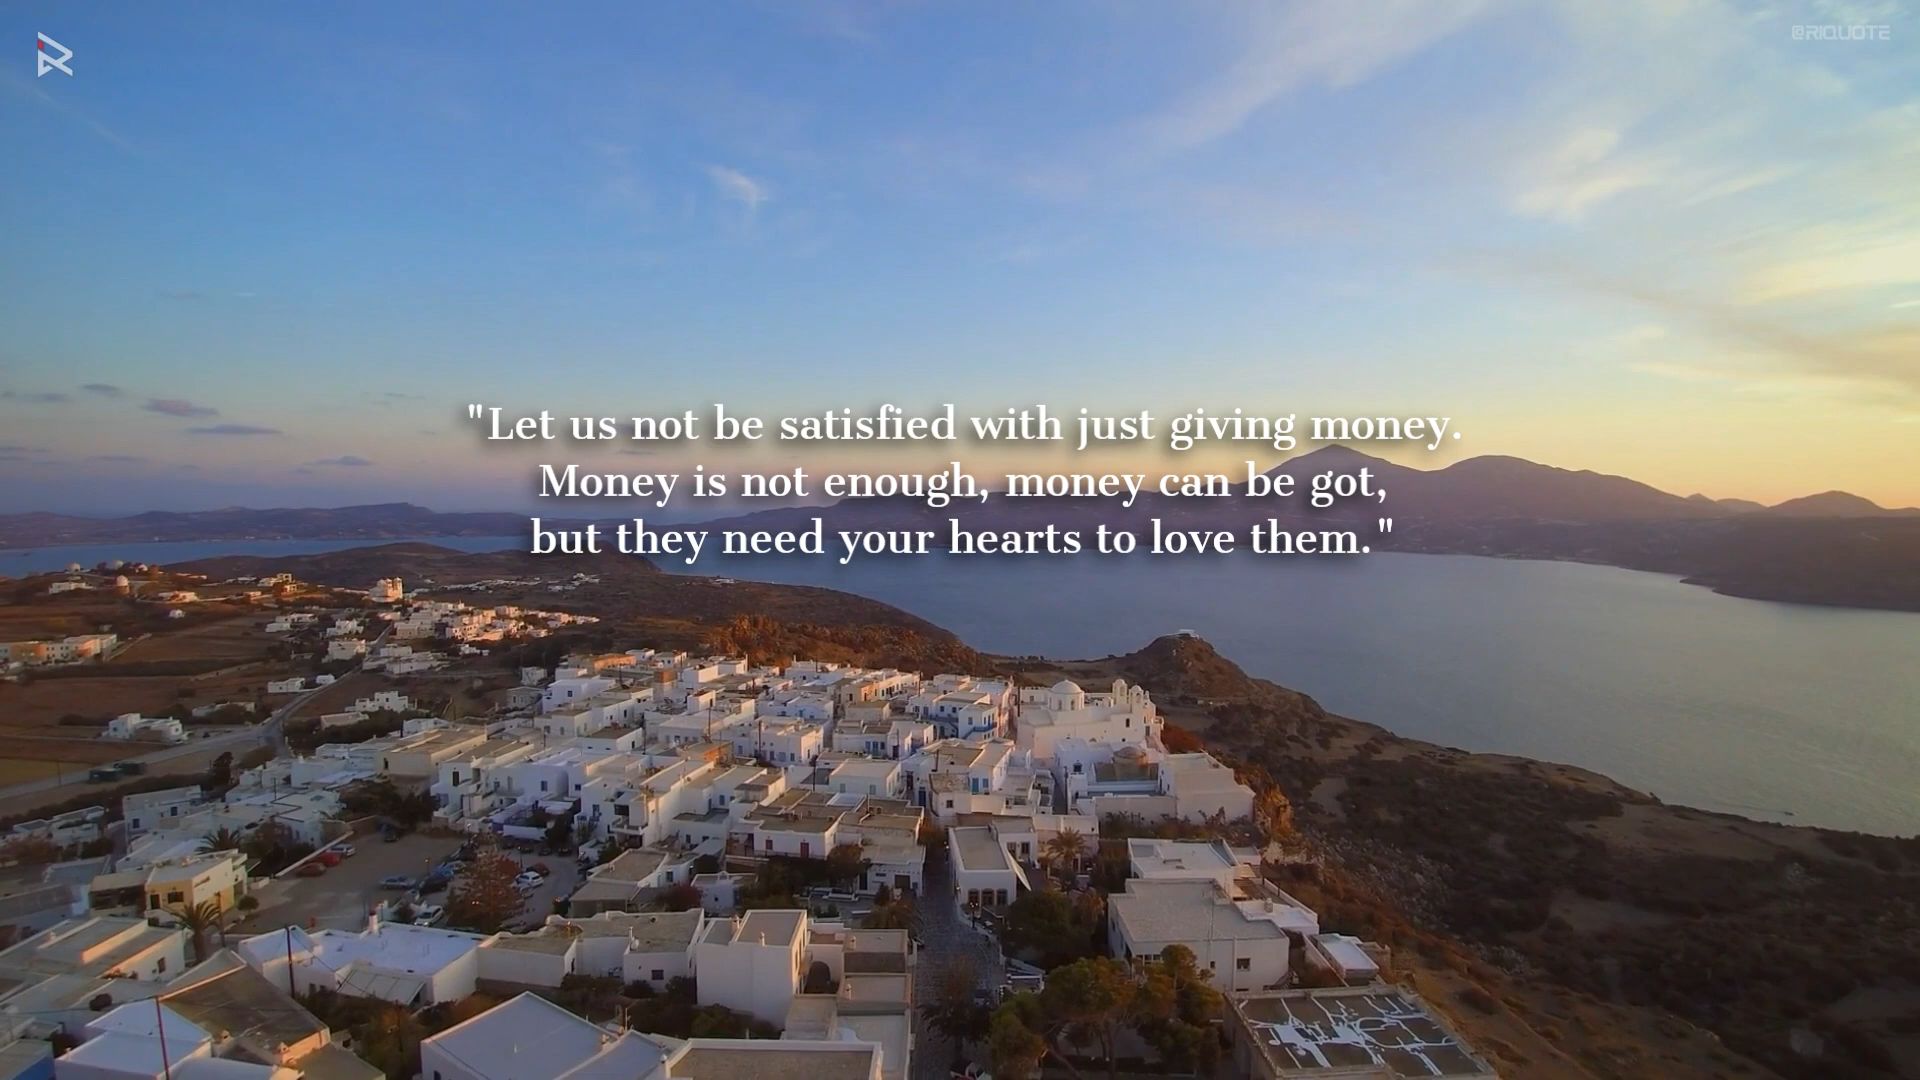 @RIQUOTE
"Let us not be satisfied with just giving money.
Money is not enough, money can be got,
but they need your hearts to love them."